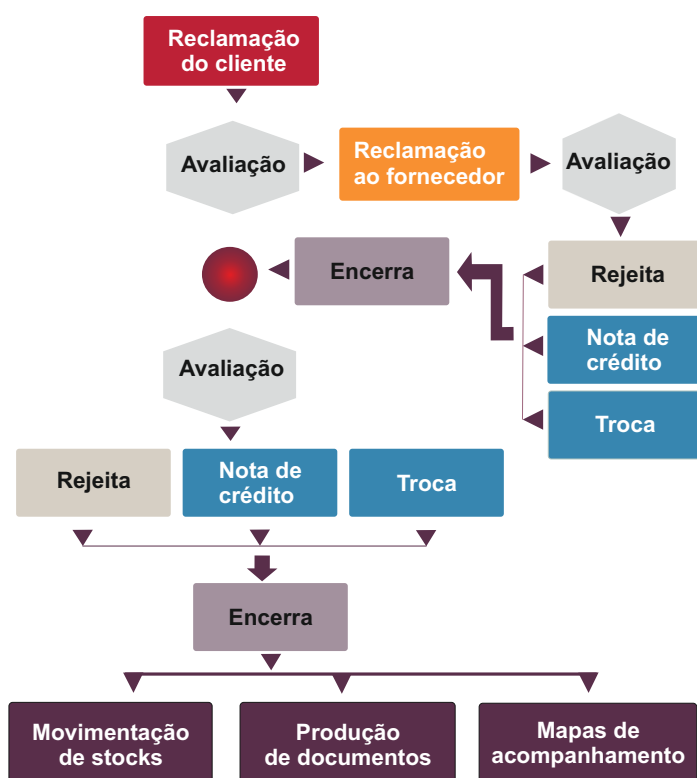 Reclamação
do cliente
Avaliação
Reclamação
ao fornecedor
Avaliação
Encerra
Rejeita
Nota de
crédito
Troca
Avaliação
Rejeita
Nota de
crédito
Troca
Encerra
Movimentação
de stocks
Produção
de documentos
Mapas de
acompanhamento